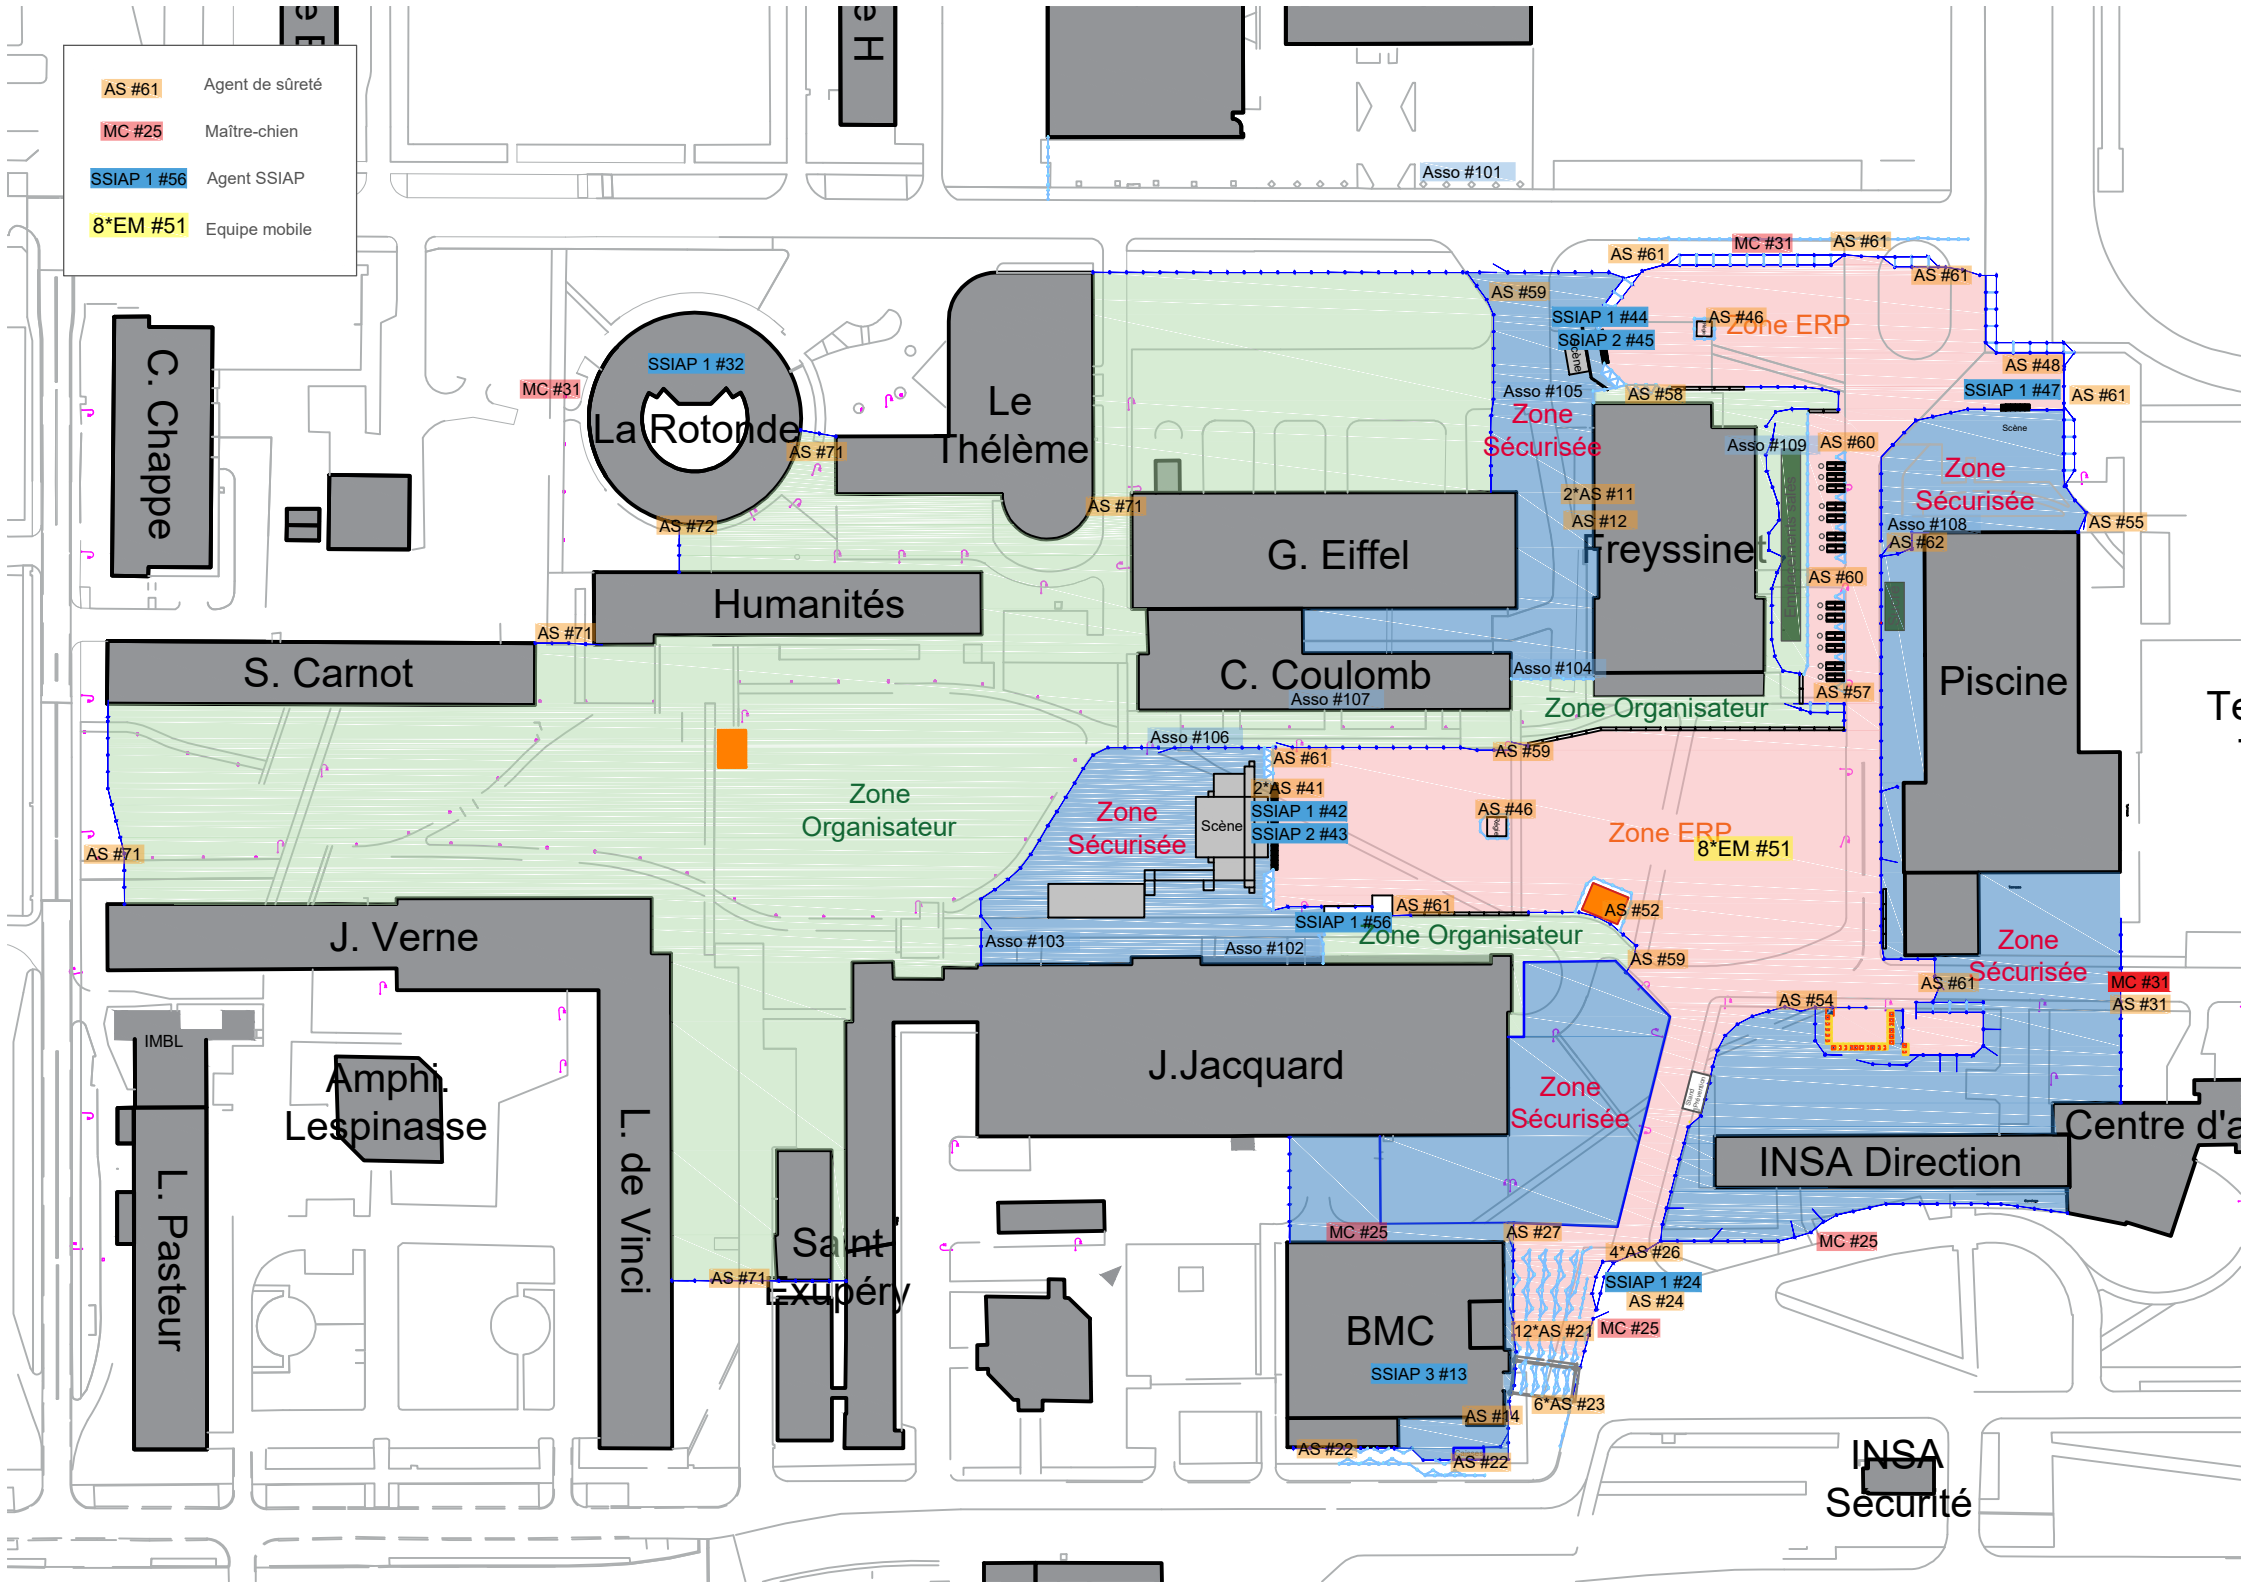 AS #61 Agent de sûreté
MC #25 Maître-chien
SSIAP 1 #56 Agent SSIAP
8*EM #51 Equipe mobile
e H
Asso #101
AS #61
MC #31
AS #61
AS #61
AS #59
SSIAP 1 #44
AS #46
Zone ERP
SSIAP 2 #45
Scène
AS #48
SSIAP 1 #47
AS #61
SSIAP 1 #32
MC #31
C. Chappe
La Rotonde
Le
Thélème
AS #71
Asso #105
AS #58
Zone
Sécurisée
Asso #109
AS #60
Scène
Zone
Sécurisée
2*AS #11
AS #12
AS #71
AS #72
Asso #108
AS #55
AS #62
G. Eiffel
Freyssinet
AS #60
Humanités
AS #71
S. Carnot
C. Coulomb
Asso #104
Asso #107
Piscine
AS #57
Zone Organisateur
Te
Asso #106
AS #61
AS #59
Zone
Organisateur
2*AS #41
Zone
Sécurisée
Scène
SSIAP 1 #42
SSIAP 2 #43
AS #46
Zone ERP
8*EM #51
AS #71
AS #61
AS #52
SSIAP 1 #56
Zone Organisateur
J. Verne
Asso #103
Asso #102
AS #59
Zone
Sécurisée
AS #61
MC #31
AS #31
AS #54
IMBL
Amphi.
Lespinasse
J.Jacquard
Zone
Sécurisée
Stand
Prévention
Centre d'a
INSA Direction
L. Pasteur
L. de Vinci
Saint
Exupéry
AS #71
MC #25
AS #27
4*AS #26
MC #25
SSIAP 1 #24
AS #24
BMC
12*AS #21
MC #25
SSIAP 3 #13
6*AS #23
AS #14
AS #22
AS #22
INSA
Sécurité